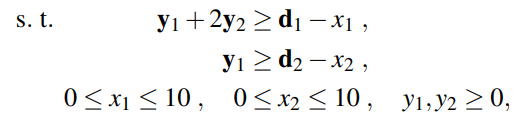 s. t. y₁ + 2y₂ ≥ d₁ − x₁ ,
y₁ ≥ d₂ − x₂ ,
0 ≤ x₁ ≤ 10 , 0 ≤ x₂ ≤ 10 , y₁, y₂ ≥ 0,